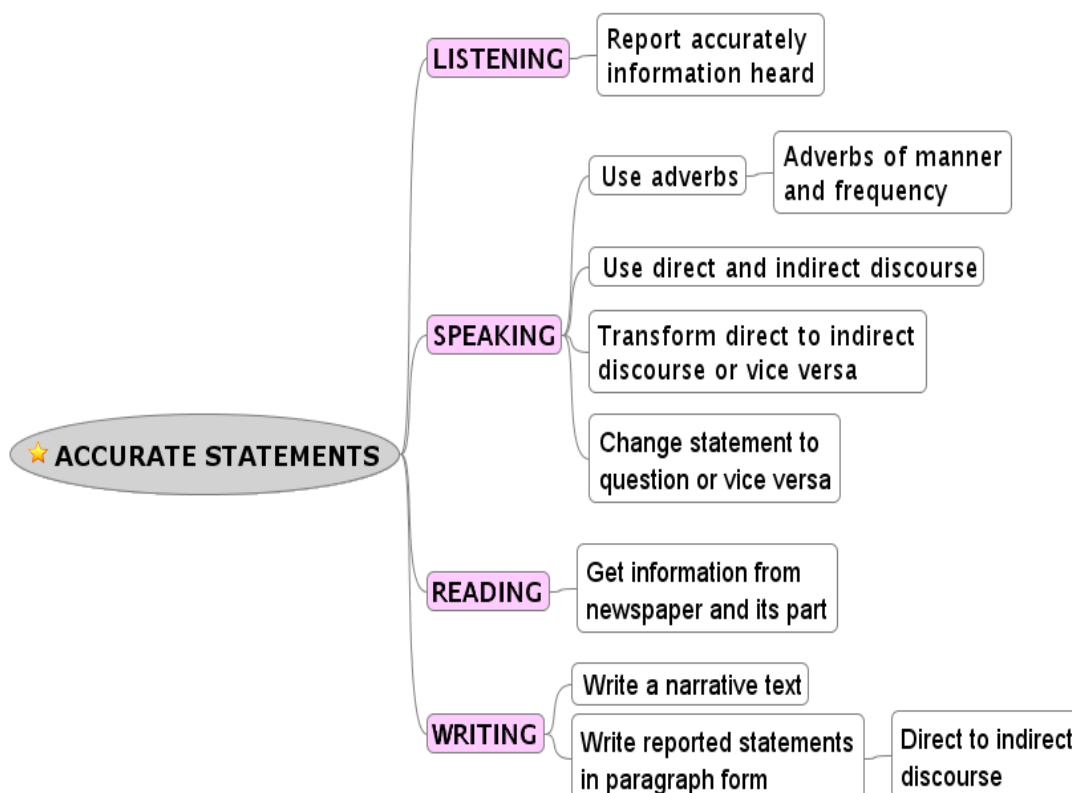 LISTENING
Report accurately
information heard
Use adverbs
Adverbs of manner
and frequency
Use direct and indirect discourse
SPEAKING
Transform direct to indirect
discourse or vice versa
Change statement to
question or vice versa
ACCURATE STATEMENTS
READING
Get information from
newspaper and its part
WRITING
Write a narrative text
Write reported statements
in paragraph form
Direct to indirect
discourse